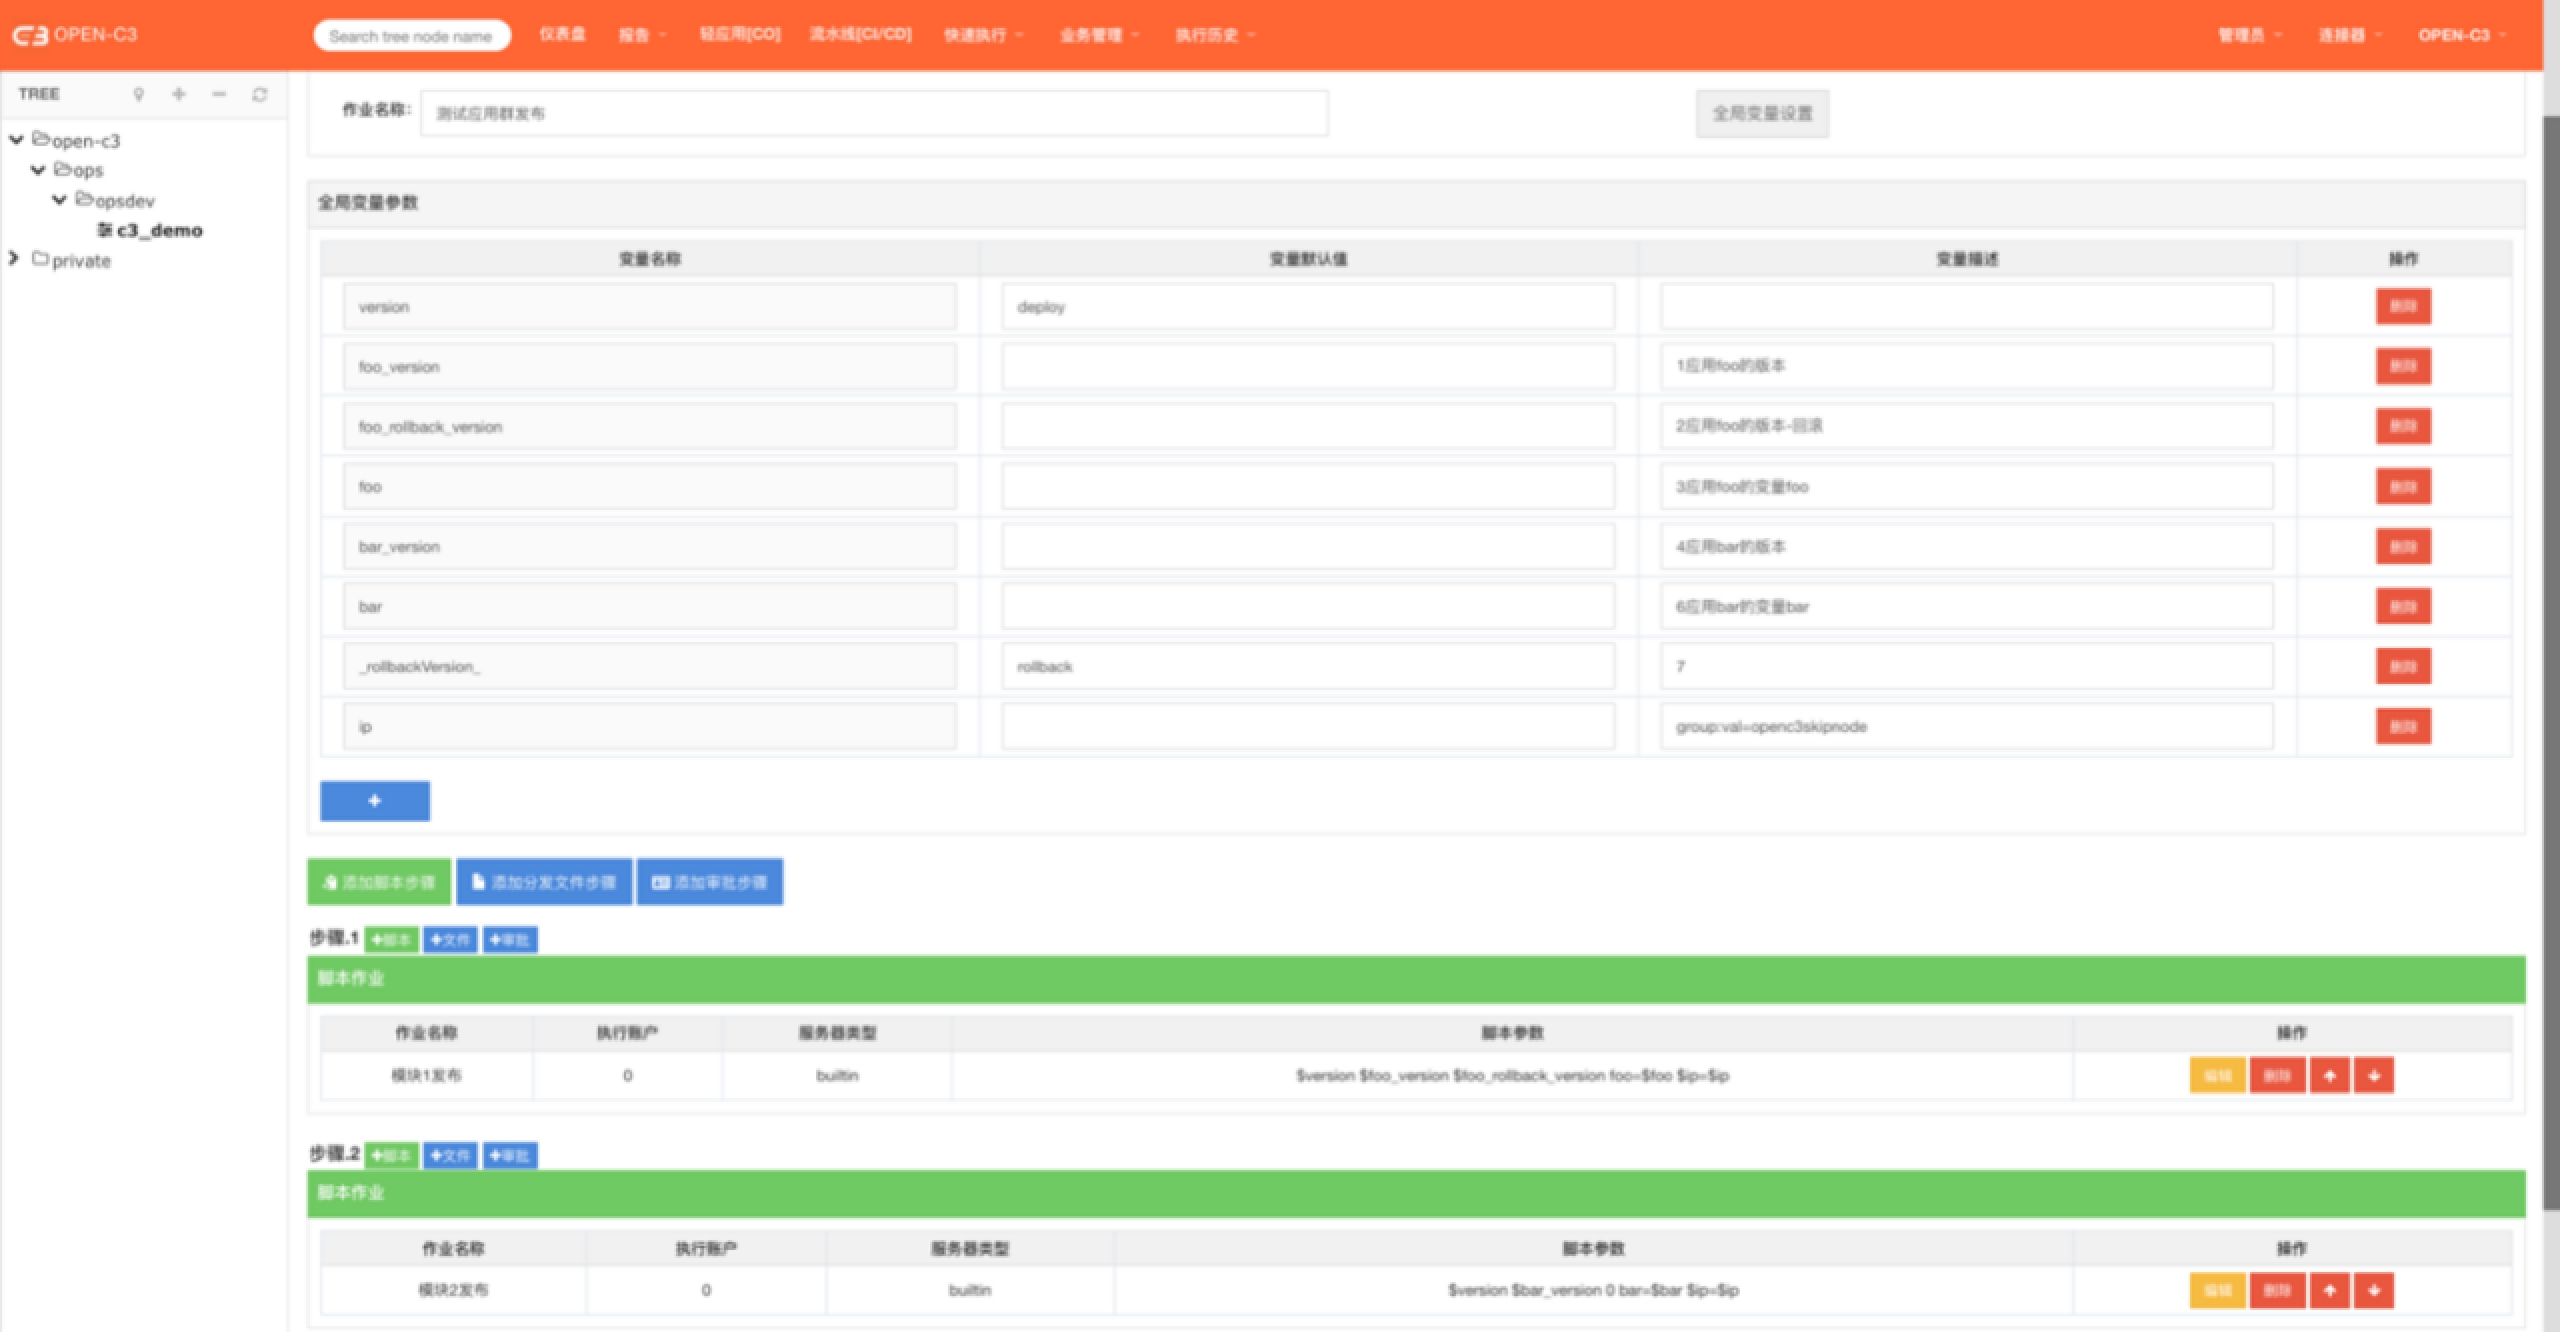 OPEN-C3 Search tree node name 仪表盘 报告 轻应用[CO] 流水线[CI/CD] 快速执行 业务管理 执行历史 管理员 连接器 OPEN-C3
TREE
open-c3
ops
opsdev
c3_demo
private
作业名称: 测试应用群发布 全局变量设置
全局变量参数
变量名称 变量默认值 变量描述 操作
version deploy 删除
foo_version 1应用foo的版本 删除
foo_rollback_version 2应用foo的版本-回滚 删除
foo 3应用foo的变量foo 删除
bar_version 4应用bar的版本 删除
bar 6应用bar的变量bar 删除
_rollbackVersion_ rollback 7 删除
ip group:val=openc3skipnode 删除
添加脚本步骤 添加分发文件步骤 添加审批步骤
步骤.1 +脚本 +文件 +审批
脚本作业
作业名称 执行账户 服务器类型 脚本参数 操作
模块1发布 0 builtin $version $foo_version $foo_rollback_version foo=$foo $ip=$ip 编辑 删除
步骤.2 +脚本 +文件 +审批
脚本作业
作业名称 执行账户 服务器类型 脚本参数 操作
模块2发布 0 builtin $version $bar_version 0 bar=$bar $ip=$ip 编辑 删除